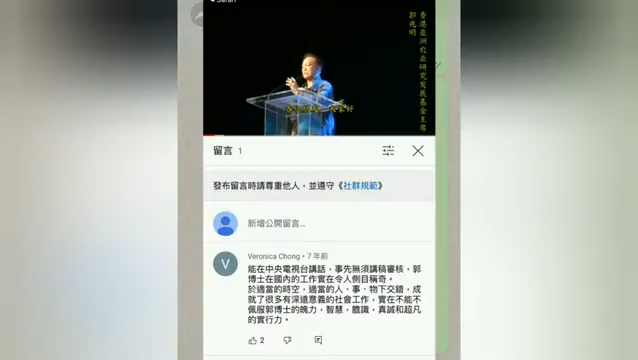 Safari
香港亞洲农业研究发展基金主席
郭兆明
大家好
留言 1
發布留言時請尊重他人，並遵守《社群規範》
新增公開留言...
V
Veronica Chong • 7 年前
能在中央電視台講話，事先無須講稿審核，郭
博士在國內的工作實在令人側目稱奇。
於適當的時空，適當的人、事、物下交錯，成
就了很多有深遠意義的社會工作，實在不能不
佩服郭博士的魄力，智慧，膽識，真誠和超凡
的實行力。
2